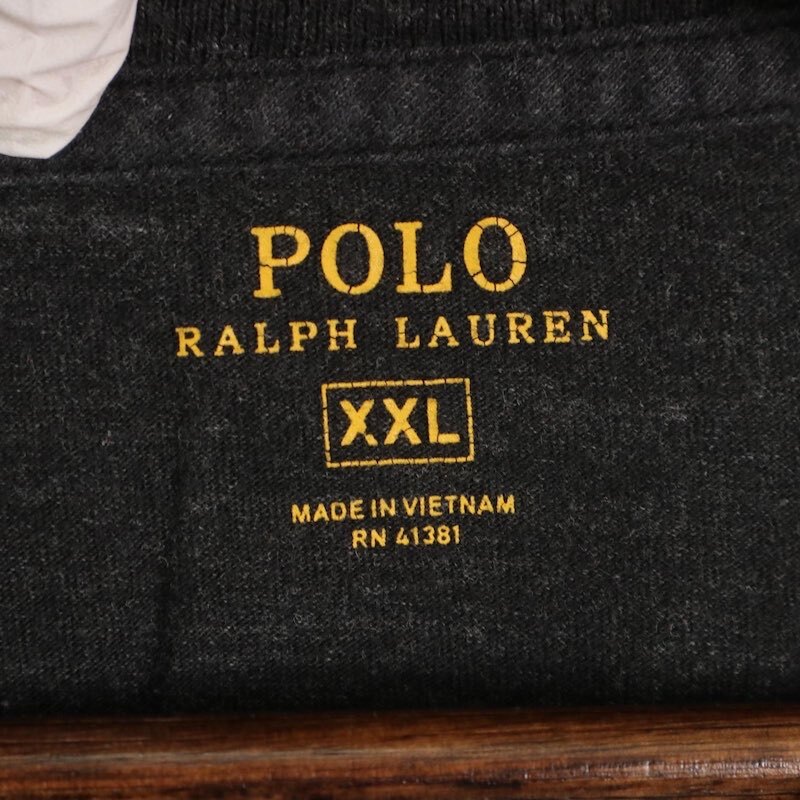 POLO
RALPH LAUREN
XXL
MADE IN VIETNAM
RN 41381